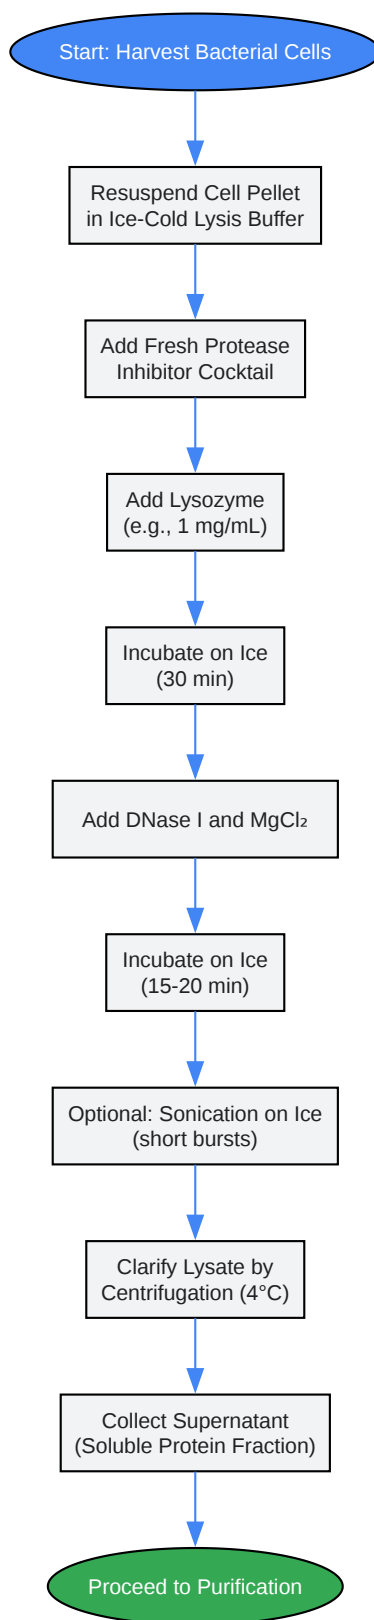 Start: Harvest Bacterial Cells
Resuspend Cell Pellet
in Ice-Cold Lysis Buffer
Add Fresh Protease
Inhibitor Cocktail
Add Lysozyme
(e.g., 1 mg/mL)
Incubate on Ice
(30 min)
Add DNase I and MgCl₂
Incubate on Ice
(15-20 min)
Optional: Sonication on Ice
(short bursts)
Clarify Lysate by
Centrifugation (4°C)
Collect Supernatant
(Soluble Protein Fraction)
Proceed to Purification